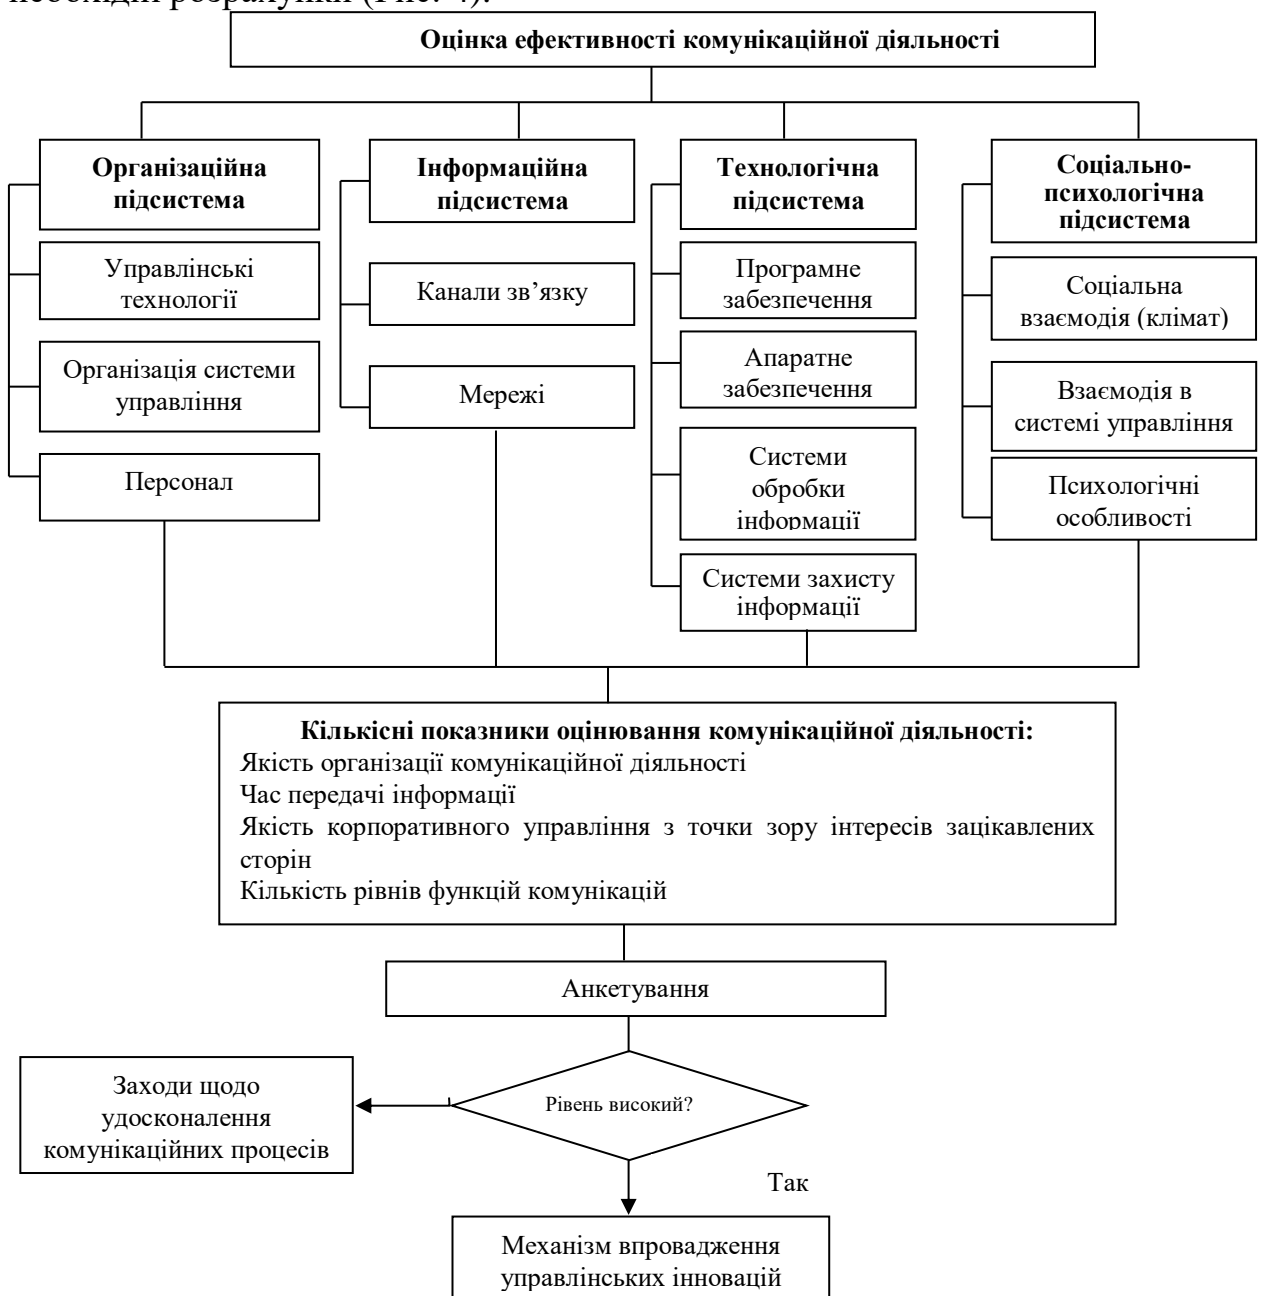 необхідні розрахунки (Рис. 4).
Оцінка ефективності комунікаційної діяльності
Організаційна
підсистема
Управлінські
технології
Організація системи
управління
Персонал
Інформаційна
підсистема
Канали зв’язку
Мережі
Технологічна
підсистема
Програмне
забезпечення
Апаратне
забезпечення
Системи
обробки
інформації
Системи захисту
інформації
Соціально-
психологічна
підсистема
Соціальна
взаємодія (клімат)
Взаємодія в
системі управління
Психологічні
особливості
Кількісні показники оцінювання комунікаційної діяльності:
Якість організації комунікаційної діяльності
Час передачі інформації
Якість корпоративного управління з точки зору інтересів зацікавлених
сторін
Кількість рівнів функцій комунікацій
Анкетування
Рівень високий?
Заходи щодо
удосконалення
комунікаційних процесів
Так
Механізм впровадження
управлінських інновацій